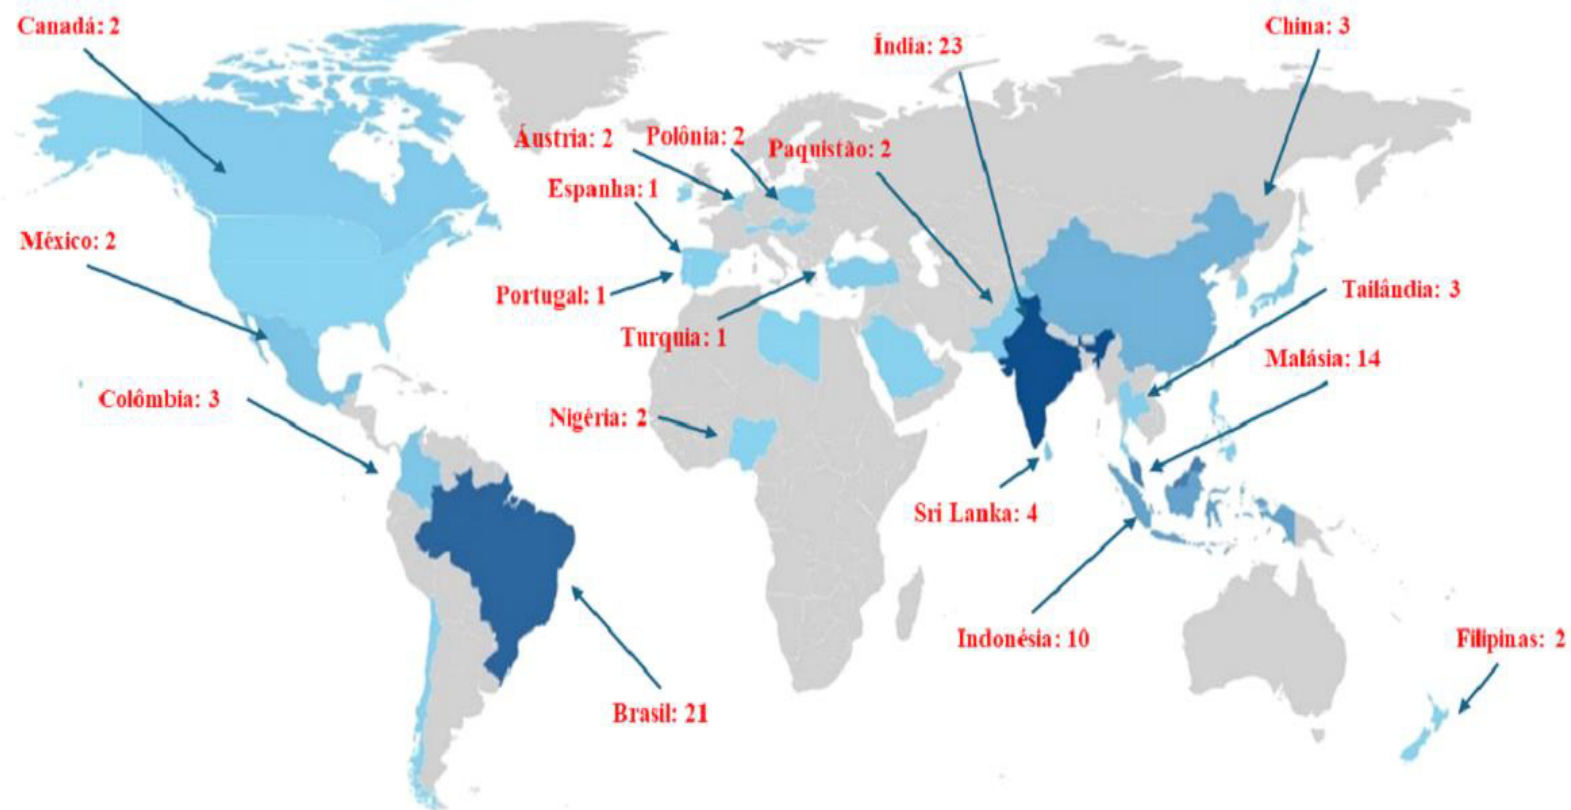 Canadá: 2
China: 3
Índia: 23
Áustria: 2
Polônia: 2
Paquistão: 2
Espanha: 1
México: 2
Portugal: 1
Tailândia: 3
Turquia: 1
Malásia: 14
Colômbia: 3
Nigéria: 2
Sri Lanka: 4
Indonésia: 10
Filipinas: 2
Brasil: 21